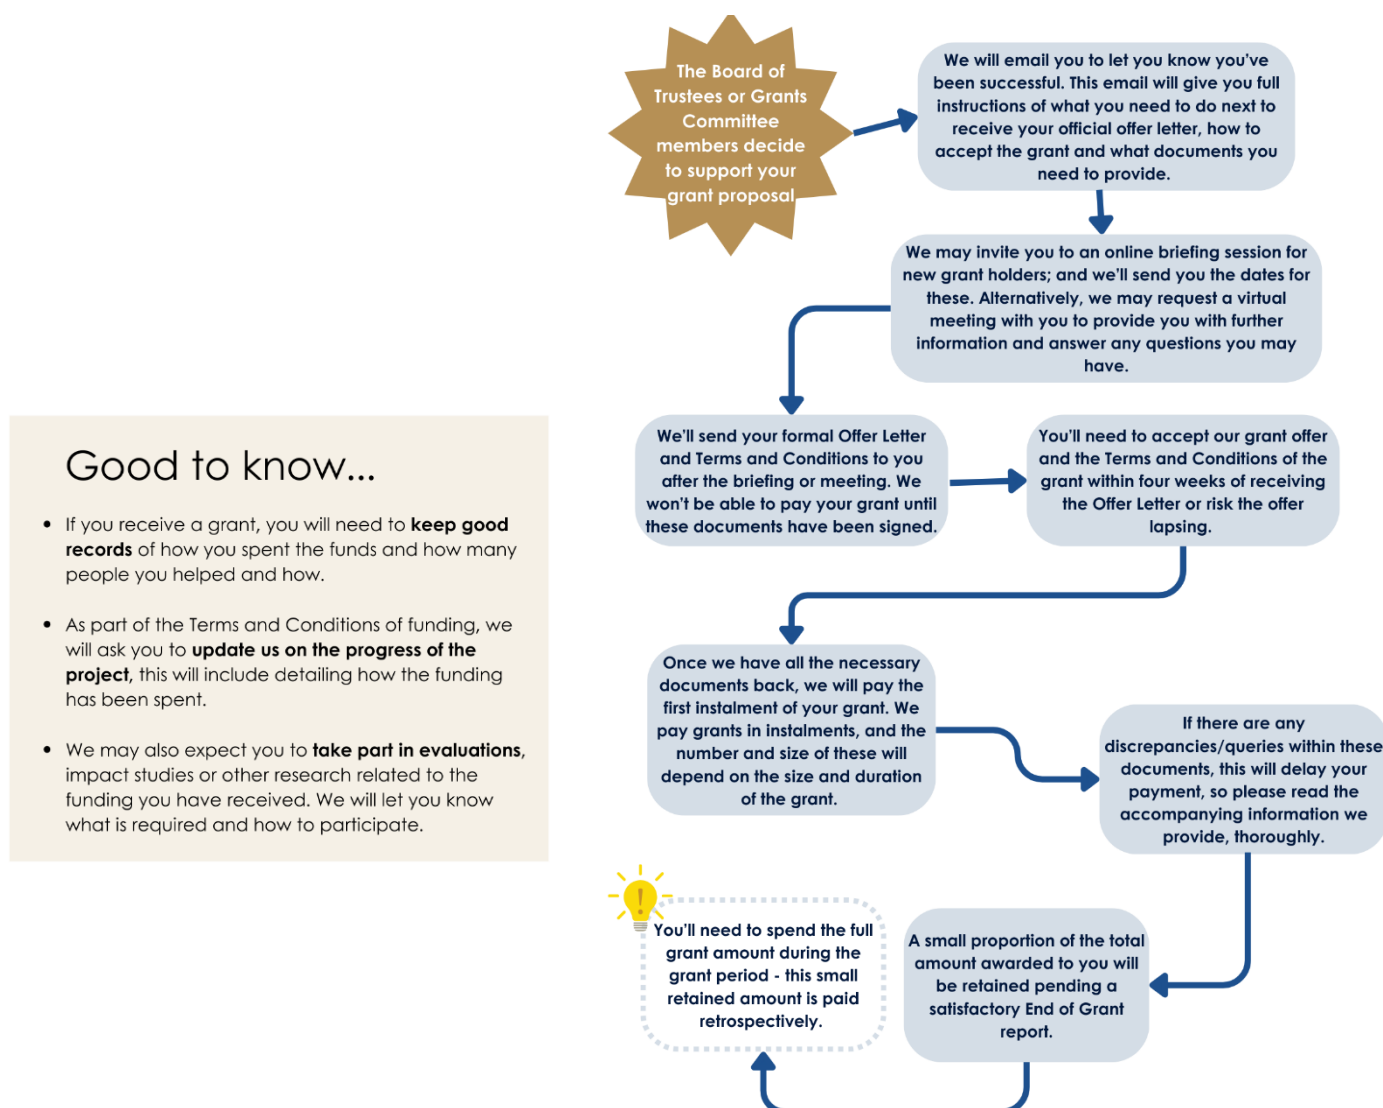 The Board of
Trustees or Grants
Committee
members decide
to support your
grant proposal
We will email you to let you know you've
been successful. This email will give you full
instructions of what you need to do next to
receive your official offer letter, how to
accept the grant and what documents you
need to provide.
We may invite you to an online briefing session for
new grant holders; and we'll send you the dates for
these. Alternatively, we may request a virtual
meeting with you to provide you with further
information and answer any questions you may
have.
We'll send your formal Offer Letter
and Terms and Conditions to you
after the briefing or meeting. We
won't be able to pay your grant until
these documents have been signed.
You'll need to accept our grant offer
and the Terms and Conditions of the
grant within four weeks of receiving
the Offer Letter or risk the offer
lapsing.
Once we have all the necessary
documents back, we will pay the
first instalment of your grant. We
pay grants in instalments, and the
number and size of these will
depend on the size and duration
of the grant.
If there are any
discrepancies/queries within these
documents, this will delay your
payment, so please read the
accompanying information we
provide, thoroughly.
A small proportion of the total
amount awarded to you will
be retained pending a
satisfactory End of Grant
report.
You'll need to spend the full
grant amount during the
grant period - this small
retained amount is paid
retrospectively.
Good to know...
• If you receive a grant, you will need to keep good
records of how you spent the funds and how many
people you helped and how.
• As part of the Terms and Conditions of funding, we
will ask you to update us on the progress of the
project, this will include detailing how the funding
has been spent.
• We may also expect you to take part in evaluations,
impact studies or other research related to the
funding you have received. We will let you know
what is required and how to participate.